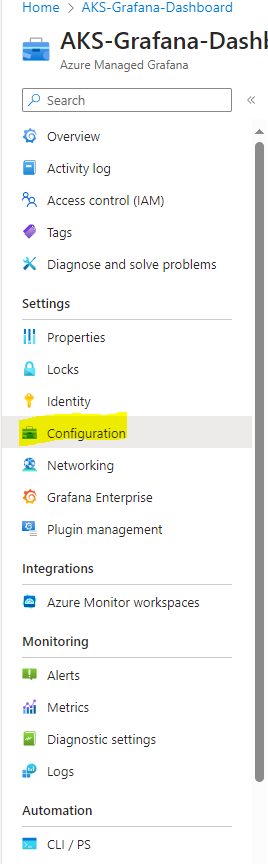 Home > AKS-Grafana-Dashboard
AKS-Grafana-Dashb
Azure Managed Grafana
Search
Overview
Activity log
Access control (IAM)
Tags
Diagnose and solve problems
Settings
Properties
Locks
Identity
Configuration
Networking
Grafana Enterprise
Plugin management
Integrations
Azure Monitor workspaces
Monitoring
Alerts
Metrics
Diagnostic settings
Logs
Automation
CLI / PS